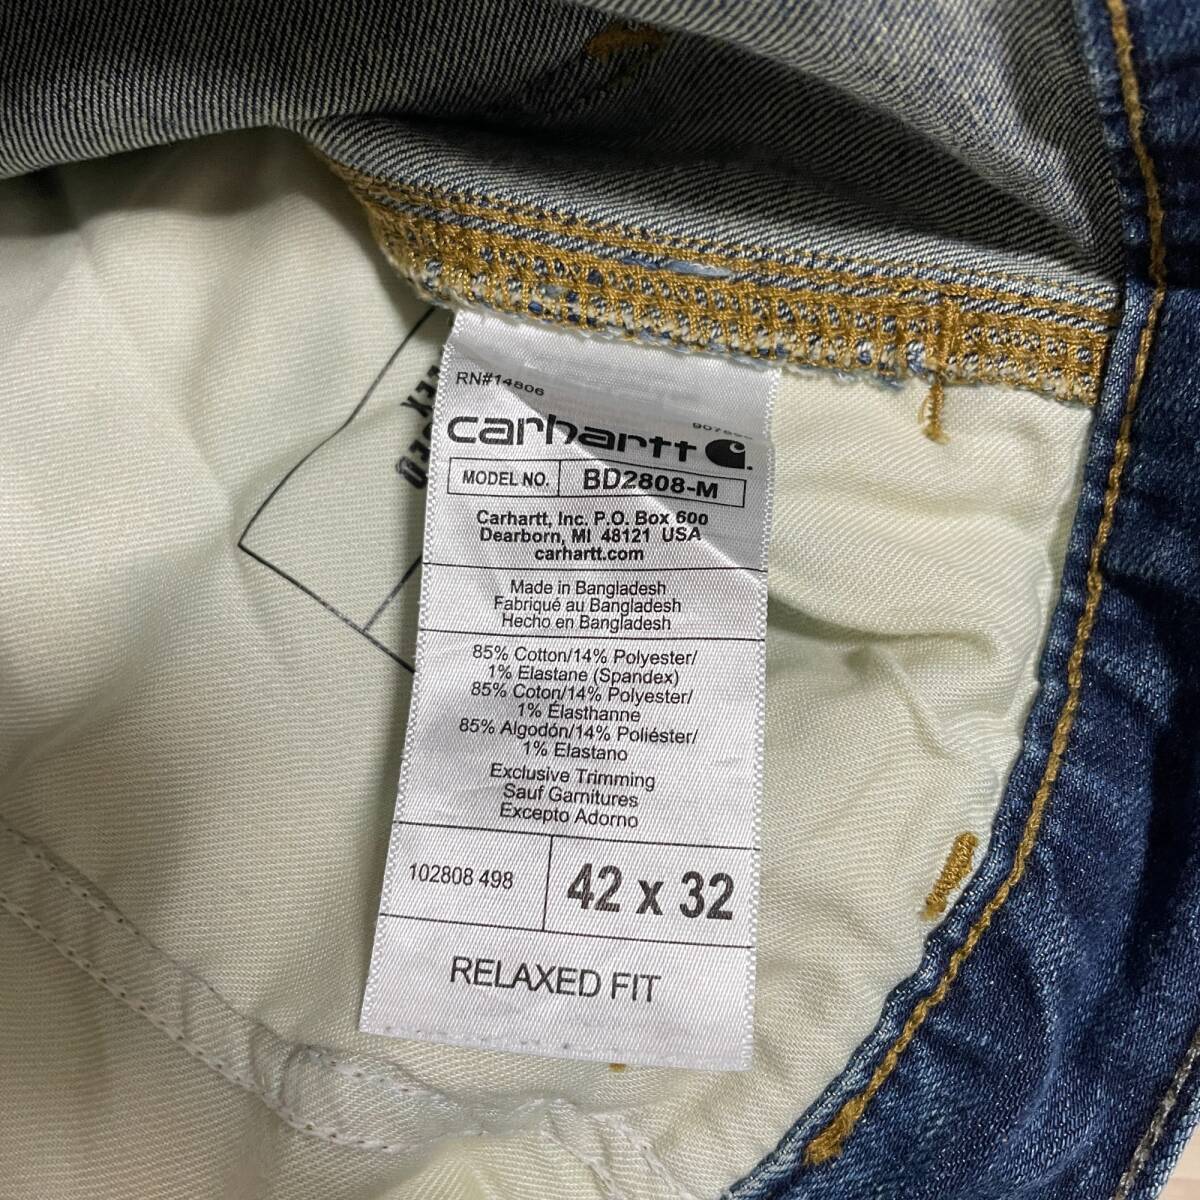 RN#14806
carhartt
MODEL NO. BD2808-M
Carhartt, Inc. P.O. Box 600
Dearborn, MI 48121 USA
carhartt.com
Made in Bangladesh
Fabriqué au Bangladesh
Hecho en Bangladesh
85% Cotton/14% Polyester/
1% Elastane (Spandex)
85% Coton/14% Polyester/
1% Élasthanne
85% Algodón/14% Poliéster/
1% Elastano
Exclusive Trimming
Sauf Garnitures
Excepto Adorno
102808 498
42 x 32
RELAXED FIT